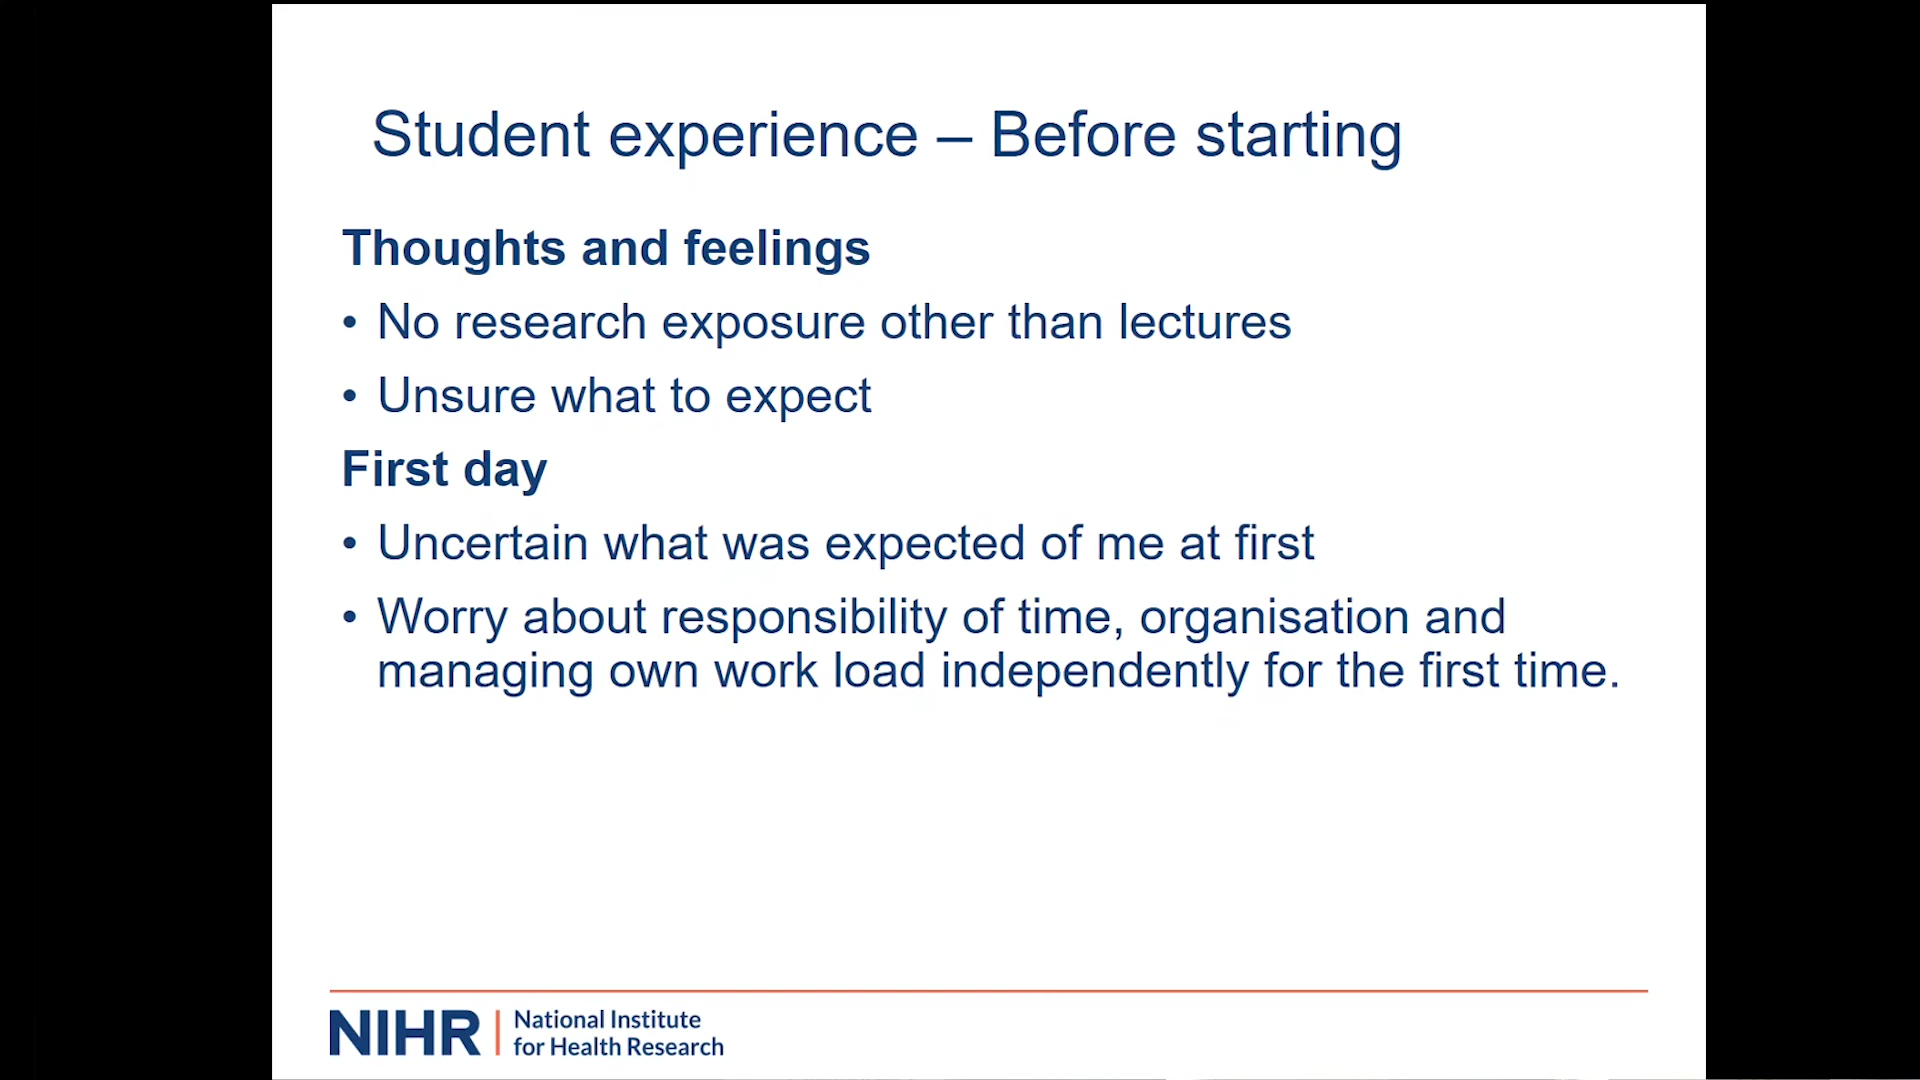 Student experience – Before starting
Thoughts and feelings
• No research exposure other than lectures
• Unsure what to expect
First day
• Uncertain what was expected of me at first
• Worry about responsibility of time, organisation and
managing own work load independently for the first time.
NIHR | National Institute
for Health Research